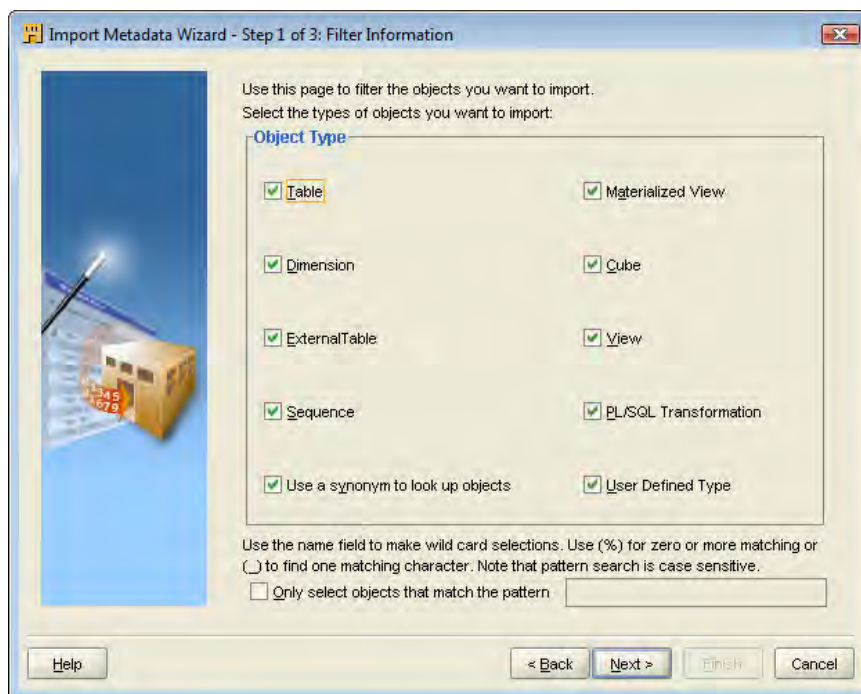 Import Metadata Wizard - Step 1 of 3: Filter Information
Use this page to filter the objects you want to import.
Select the types of objects you want to import:
Object Type
Table
Materialized View
Dimension
Cube
ExternalTable
View
Sequence
PL/SQL Transformation
Use a synonym to look up objects
User Defined Type
Use the name field to make wild card selections. Use (%) for zero or more matching or
(_) to find one matching character. Note that pattern search is case sensitive.
Only select objects that match the pattern
Help
< Back
Next >
Finish
Cancel
1345
1679